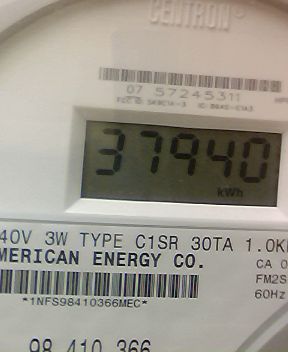 CENTRON®
07 57245311
37940
kWh
40V 3W TYPE C1SR 30TA 1.0K
MERICAN ENERGY CO.
CA 0
FM2S
60Hz
*1NFS98410366MEC*
98 410 366